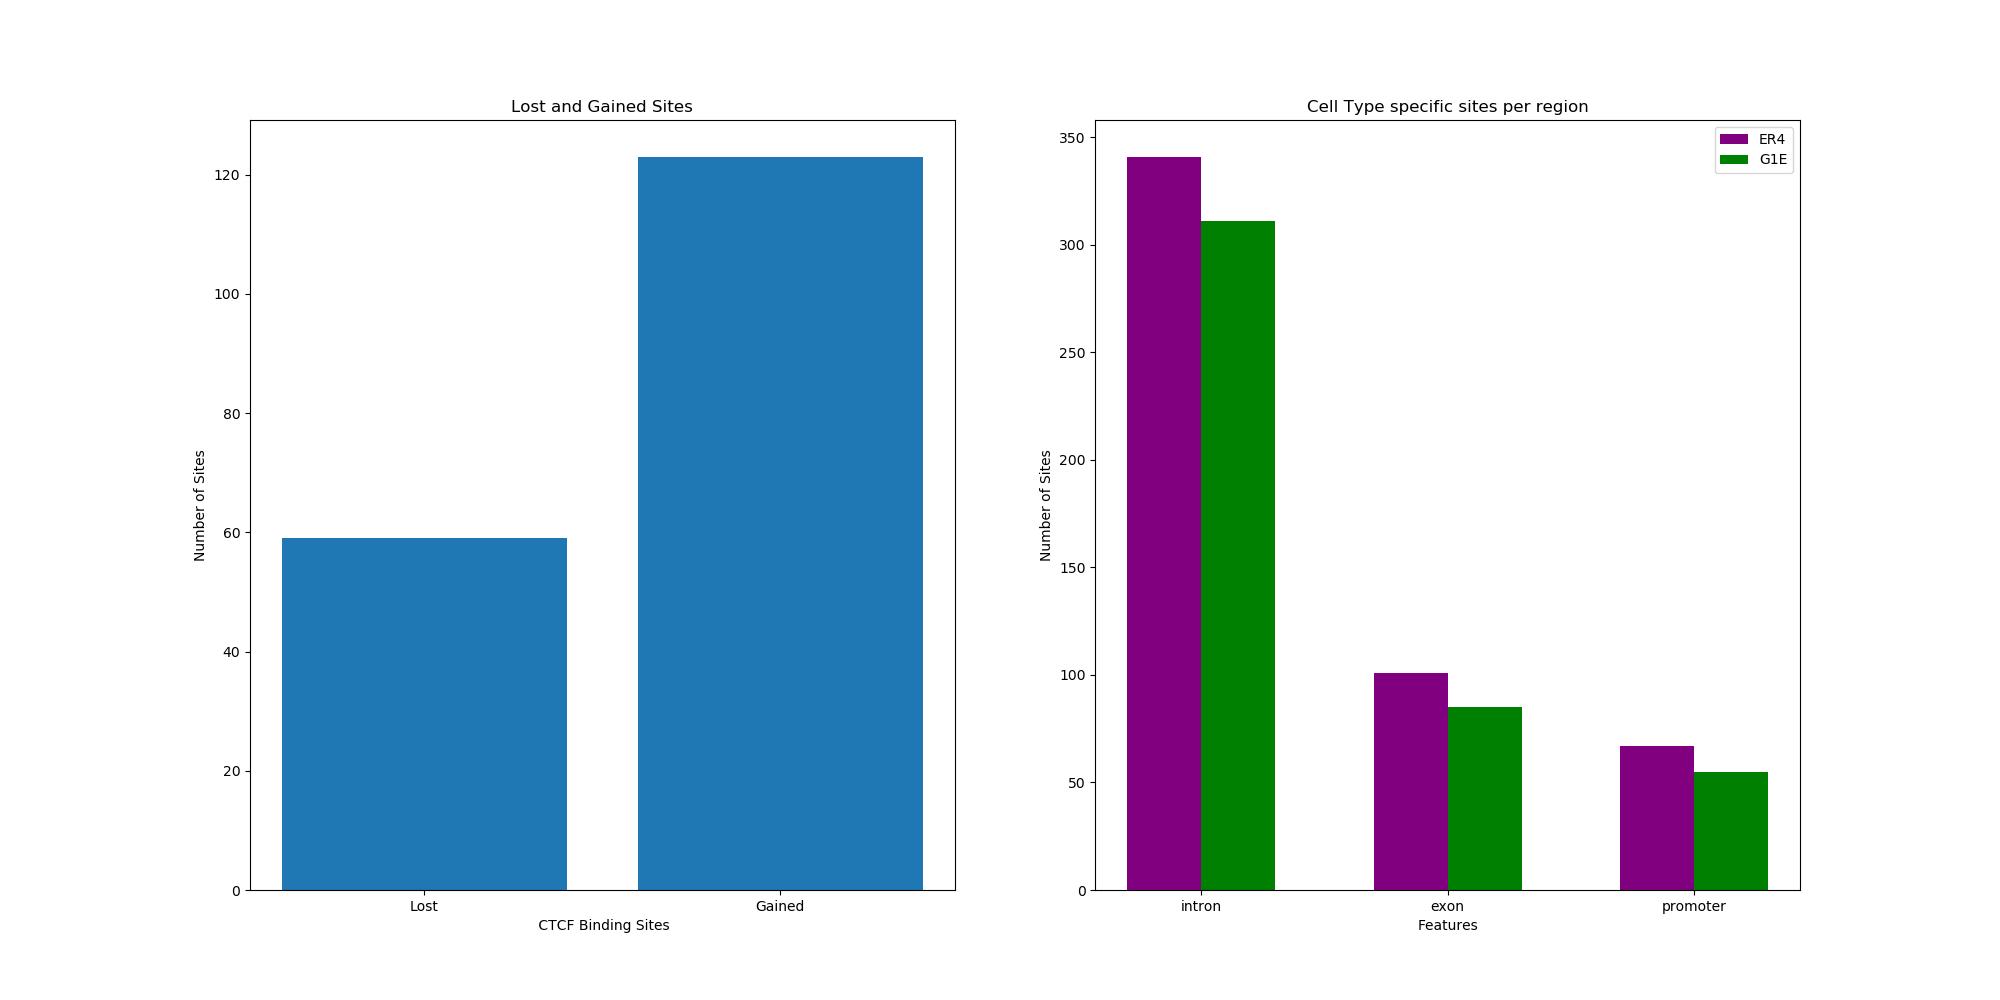 Lost and Gained Sites
120
100
80
60
40
20
0
Number of Sites
Lost
Gained
CTCF Binding Sites
Cell Type specific sites per region
350
300
250
200
150
100
50
0
Number of Sites
ER4
G1E
intron
exon
promoter
Features